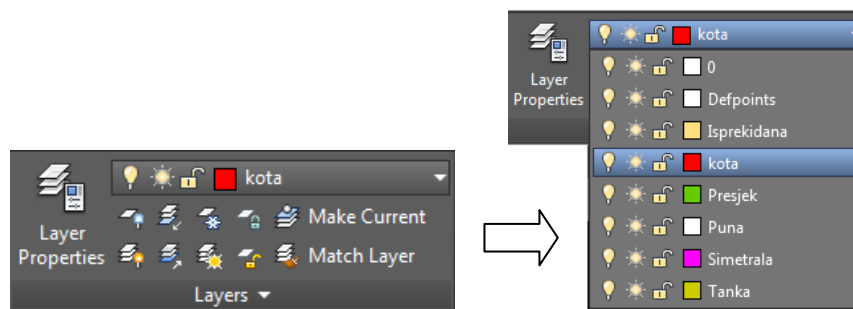 kota
Make Current
Layer
Properties
Match Layer
Layers
kota
Layer
Properties
0
Defpoints
Isprekidana
kota
Presjek
Puna
Simetrala
Tanka